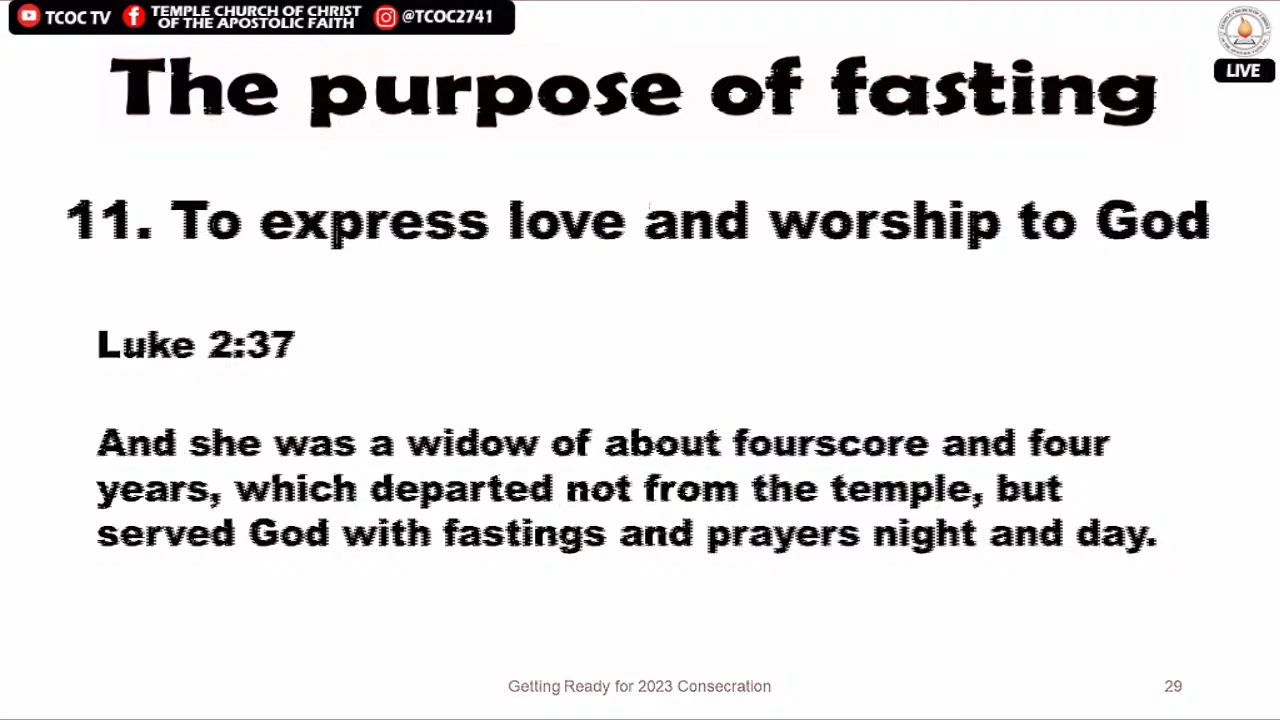 TCOC TV
TEMPLE CHURCH OF CHRIST
OF THE APOSTOLIC FAITH
@TCOC2741
LIVE
The purpose of fasting
11. To express love and worship to God
Luke 2:37
And she was a widow of about fourscore and four
years, which departed not from the temple, but
served God with fastings and prayers night and day.
Getting Ready for 2023 Consecration
29